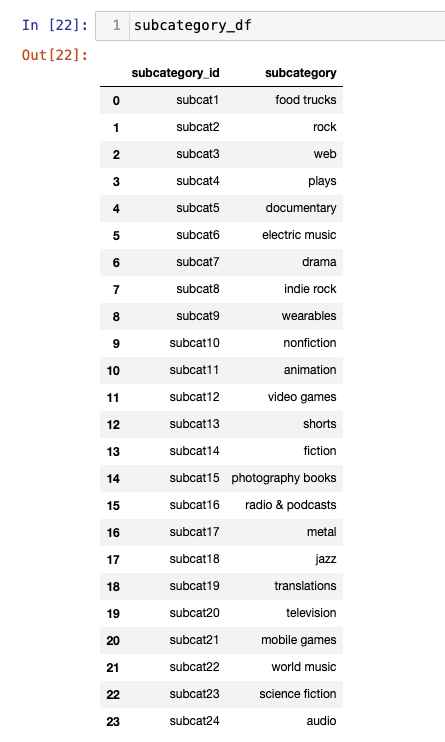 In [22]: 1 subcategory_df
Out[22]:
subcategory_id subcategory
0 subcat1 food trucks
1 subcat2 rock
2 subcat3 web
3 subcat4 plays
4 subcat5 documentary
5 subcat6 electric music
6 subcat7 drama
7 subcat8 indie rock
8 subcat9 wearables
9 subcat10 nonfiction
10 subcat11 animation
11 subcat12 video games
12 subcat13 shorts
13 subcat14 fiction
14 subcat15 photography books
15 subcat16 radio & podcasts
16 subcat17 metal
17 subcat18 jazz
18 subcat19 translations
19 subcat20 television
20 subcat21 mobile games
21 subcat22 world music
22 subcat23 science fiction
23 subcat24 audio